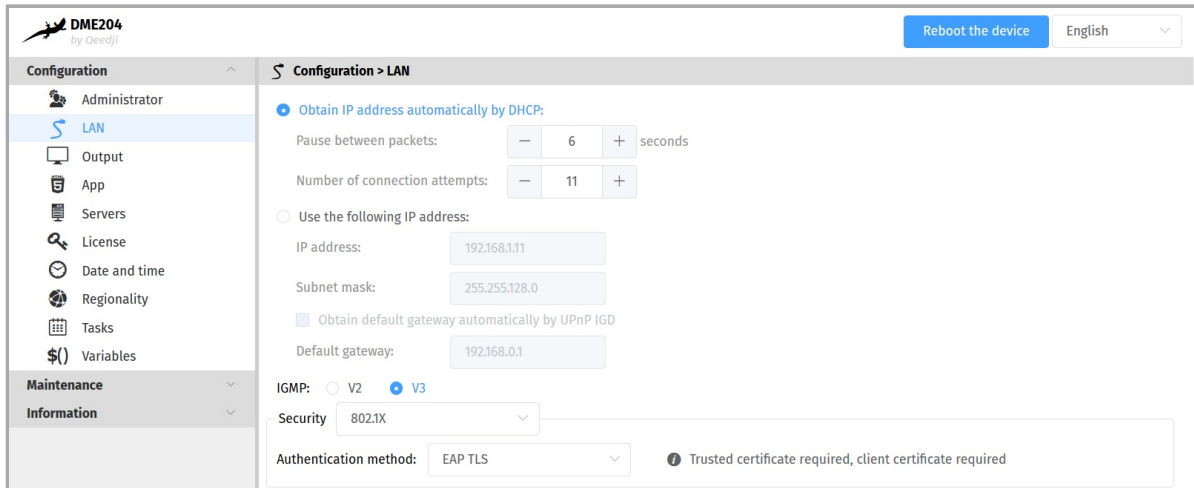 DME204
by Qeedji
Reboot the device
English
Configuration
Administrator
LAN
Output
App
Servers
License
Date and time
Regionality
Tasks
$() Variables
Maintenance
Information
Configuration > LAN
Obtain IP address automatically by DHCP:
Pause between packets: − 6 + seconds
Number of connection attempts: − 11 +
Use the following IP address:
IP address: 192.168.1.11
Subnet mask: 255.255.128.0
Obtain default gateway automatically by UPnP IGD
Default gateway: 192.168.0.1
IGMP: V2 V3
Security 802.1X
Authentication method: EAP TLS Trusted certificate required, client certificate required